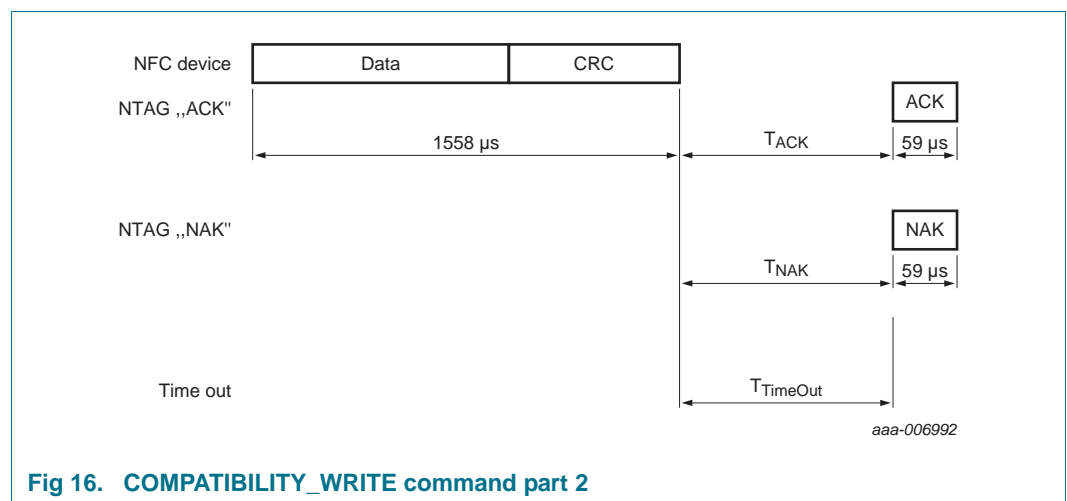 NFC device Data CRC
NTAG ,,ACK" ACK
1558 µs TACK 59 µs
NTAG ,,NAK" NAK
TNAK 59 µs
Time out TTimeOut
aaa-006992
Fig 16. COMPATIBILITY_WRITE command part 2